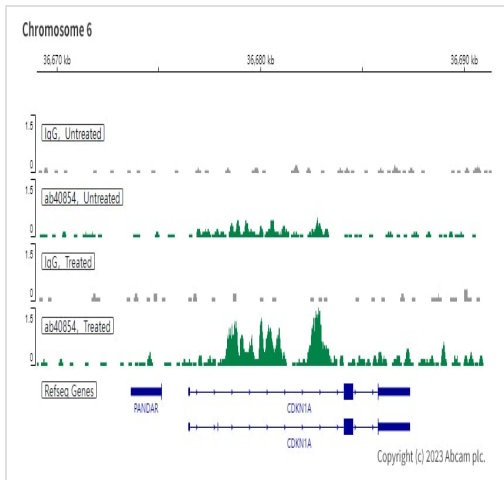 Chromosome 6
36,670 kb 36,680 kb 36,690 kb
1.5
IgG, Untreated
0
1.5
ab40854, Untreated
0
1.5
IgG, Treated
0
1.5
ab40854, Treated
0
Refseq Genes
PANDAR
CDKN1A
CDKN1A
Copyright (c) 2023 Abcam plc.